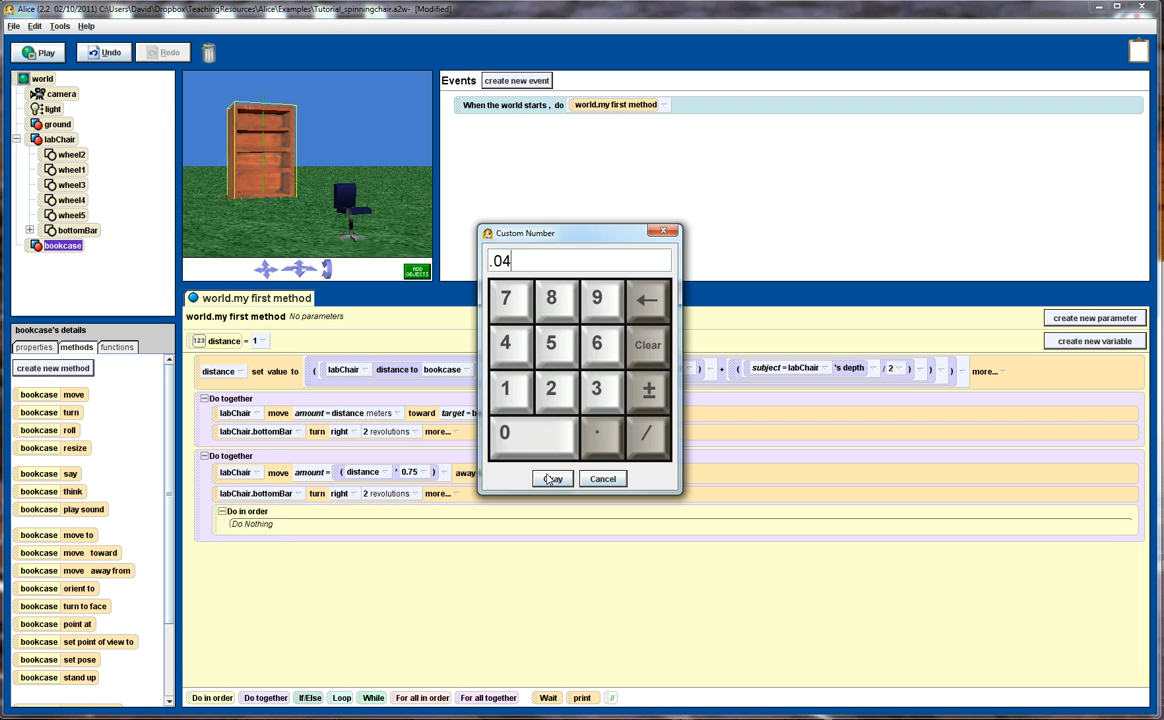 Alice (2.2 02/10/2011) C:\Users\David\Dropbox\TeachingResources\Alice\Examples\Tutorial_spinningchair.a2w- [Modified]
File Edit Tools Help
Play Undo Redo
world
camera
light
ground
labChair
wheel2
wheel1
wheel3
wheel4
wheel5
bottomBar
bookcase
ADD OBJECTS
Events create new event
When the world starts , do world.my first method
Custom Number
.04
7 8 9 ←
4 5 6 Clear
1 2 3 ±
0 . /
Okay Cancel
bookcase's details
properties methods functions
create new method
bookcase move
bookcase turn
bookcase roll
bookcase resize
bookcase say
bookcase think
bookcase play sound
bookcase move to
bookcase move toward
bookcase move away from
bookcase orient to
bookcase turn to face
bookcase point at
bookcase set point of view to
bookcase set pose
bookcase stand up
world.my first method
world.my first method No parameters
create new parameter
123 distance = 1
create new variable
distance set value to ( labChair distance to bookcase ) + ( subject = labChair 's depth / 2 ) ) ) more...
Do together
labChair move amount = distance meters toward target = b
labChair.bottomBar turn right 2 revolutions more...
Do together
labChair move amount = ( distance * 0.75 ) away
labChair.bottomBar turn right 2 revolutions more...
Do in order
Do Nothing
Do in order Do together If/Else Loop While For all in order For all together Wait print //